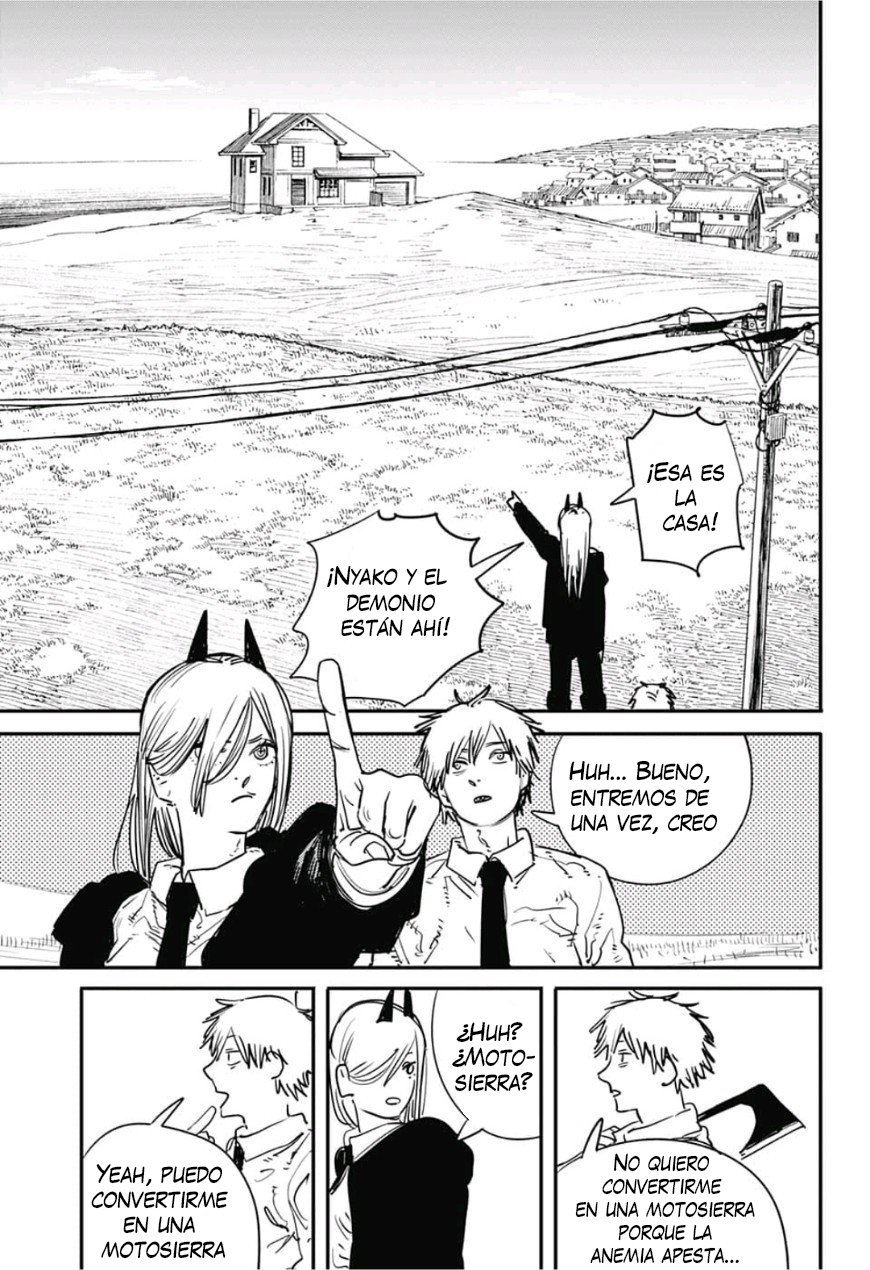 ¡Esa es
la
casa!
¡Nyako y el
demonio
están ahí!
Huh... Bueno,
entremos de
una vez, creo
No quiero
convertirme
en una
motosierra
porque la
anemia apesta...
¿Huh?
¿Moto-
sierra?
Yeah, puedo
convertirme
en una
motosierra